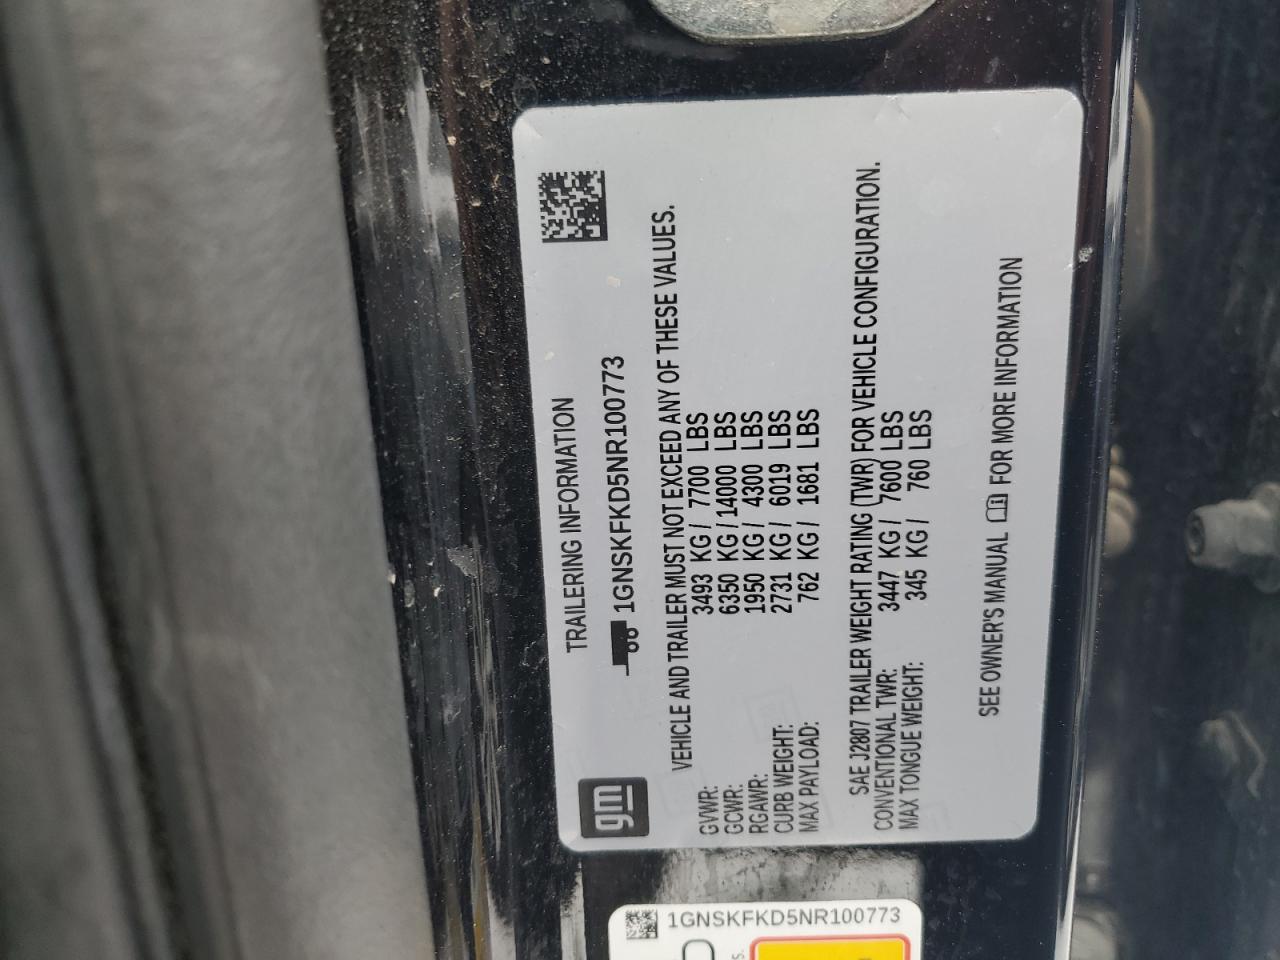 gm
TRAILERING INFORMATION
1GNSKFKD5NR100773
VEHICLE AND TRAILER MUST NOT EXCEED ANY OF THESE VALUES.
GVWR: 3493 KG / 7700 LBS
GCWR: 6350 KG / 14000 LBS
RGAWR: 1950 KG / 4300 LBS
CURB WEIGHT: 2731 KG / 6019 LBS
MAX PAYLOAD: 762 KG / 1681 LBS
SAE J2807 TRAILER WEIGHT RATING (TWR) FOR VEHICLE CONFIGURATION.
CONVENTIONAL TWR: 3447 KG / 7600 LBS
MAX TONGUE WEIGHT: 345 KG / 760 LBS
SEE OWNER'S MANUAL FOR MORE INFORMATION
1GNSKFKD5NR100773